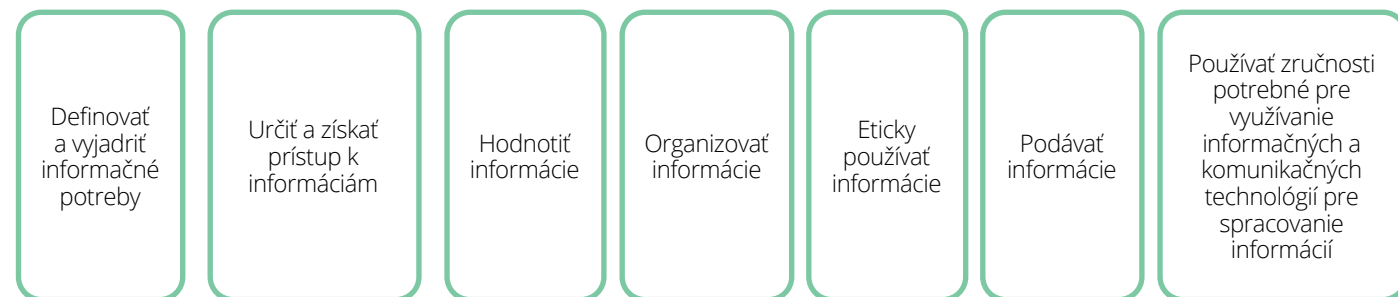 Definovať
a vyjadriť
informačné
potreby
Určiť a získať
prístup k
informáciám
Hodnotiť
informácie
Organizovať
informácie
Eticky
používať
informácie
Podávať
informácie
Používať zručnosti
potrebné pre
využívanie
informačných a
komunikačných
technológií pre
spracovanie
informácií